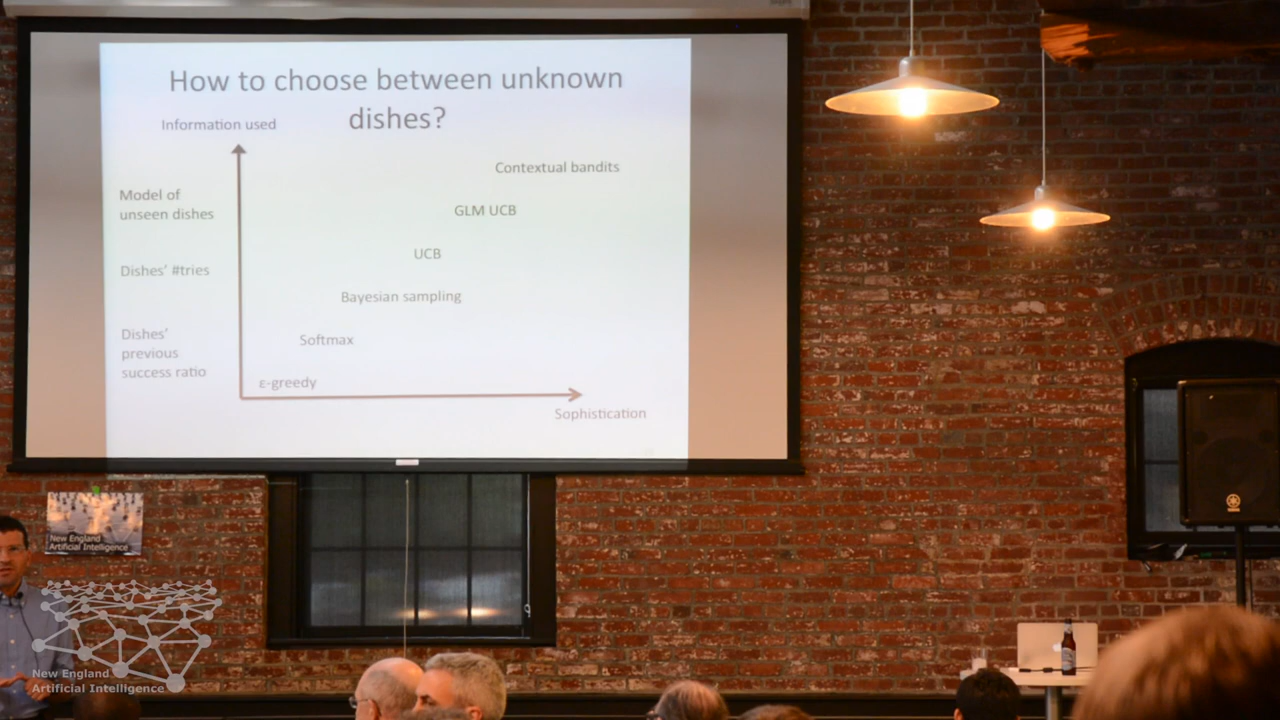 How to choose between unknown
dishes?
Information used
Contextual bandits
Model of
unseen dishes
GLM UCB
UCB
Dishes' #tries
Bayesian sampling
Dishes'
previous
success ratio
Softmax
ε-greedy
Sophistication
New England
Artificial Intelligence
New England
Artificial Intelligence